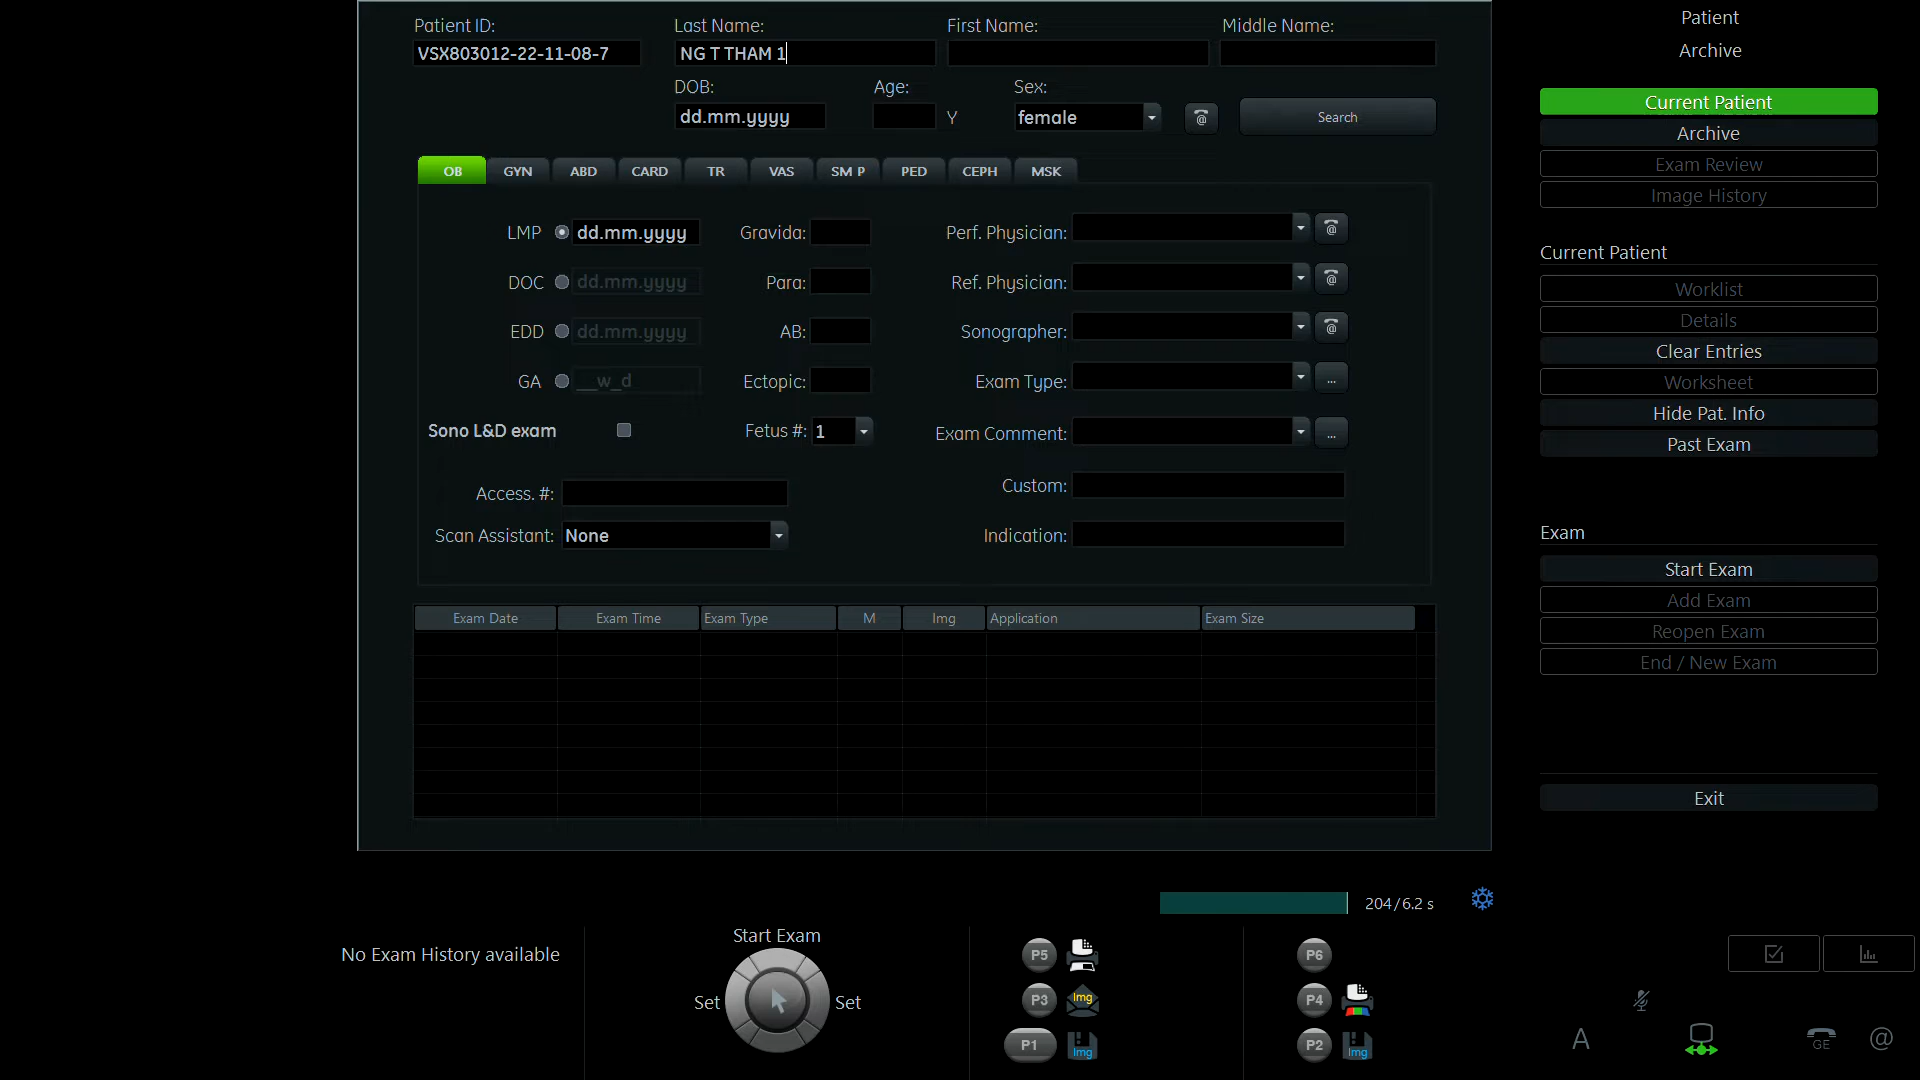 Patient ID: Last Name: First Name: Middle Name:
VSX803012-22-11-08-7 NG T THAM 1
DOB: Age: Sex:
dd.mm.yyyy Y female @ Search
OB GYN ABD CARD TR VAS SM P PED CEPH MSK
LMP dd.mm.yyyy Gravida: Perf. Physician: @
DOC dd.mm.yyyy Para: Ref. Physician: @
EDD dd.mm.yyyy AB: Sonographer: @
GA __w_d Ectopic: Exam Type: ...
Sono L&D exam Fetus #: 1 Exam Comment: ...
Access. #: Custom:
Scan Assistant: None Indication:
Exam Date Exam Time Exam Type M Img Application Exam Size
Patient
Archive
Current Patient
Archive
Exam Review
Image History
Current Patient
Worklist
Details
Clear Entries
Worksheet
Hide Pat. Info
Past Exam
Exam
Start Exam
Add Exam
Reopen Exam
End / New Exam
Exit
204/6.2 s
No Exam History available
Start Exam
Set Set
P5 P6
P3 Img P4
P1 Img P2 Img
A GE @